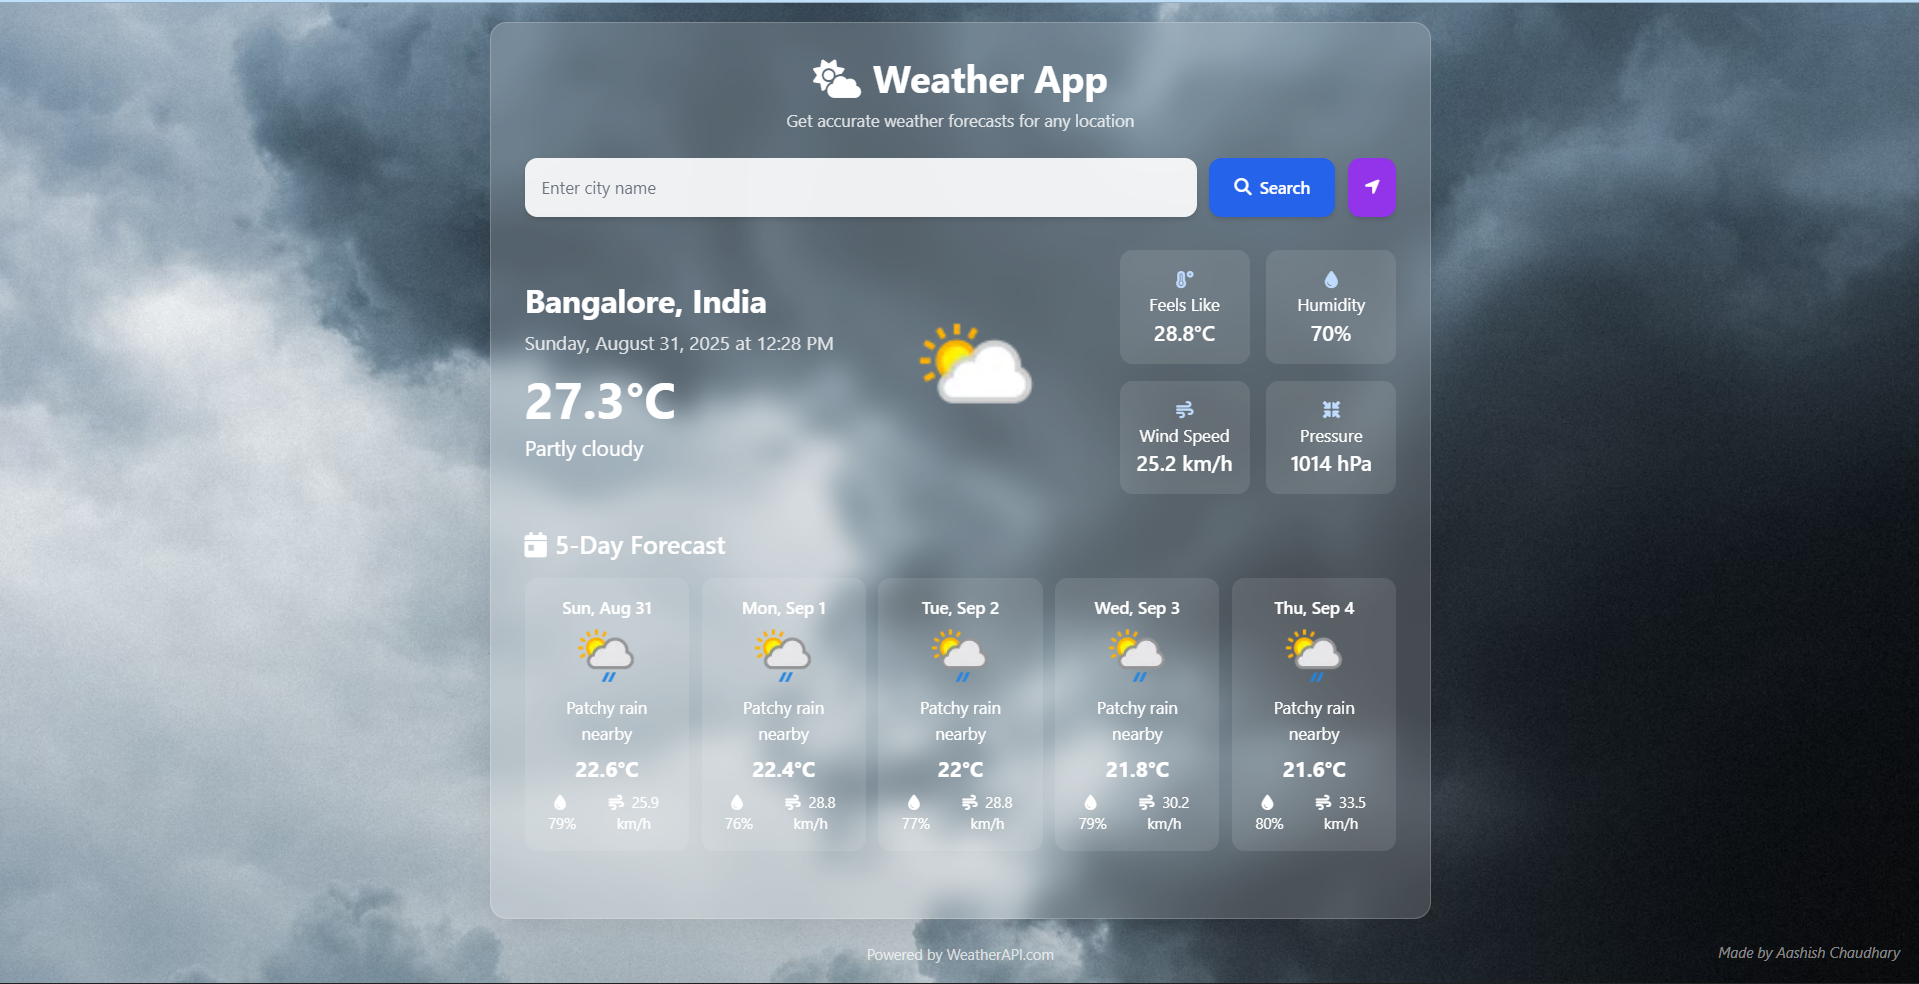 Weather App
Get accurate weather forecasts for any location
Enter city name
Search
Bangalore, India
Sunday, August 31, 2025 at 12:28 PM
27.3°C
Partly cloudy
Feels Like
28.8°C
Humidity
70%
Wind Speed
25.2 km/h
Pressure
1014 hPa
5-Day Forecast
Sun, Aug 31
Patchy rain
nearby
22.6°C
79%
25.9
km/h
Mon, Sep 1
Patchy rain
nearby
22.4°C
76%
28.8
km/h
Tue, Sep 2
Patchy rain
nearby
22°C
77%
28.8
km/h
Wed, Sep 3
Patchy rain
nearby
21.8°C
79%
30.2
km/h
Thu, Sep 4
Patchy rain
nearby
21.6°C
80%
33.5
km/h
Powered by WeatherAPI.com
Made by Aashish Chaudhary